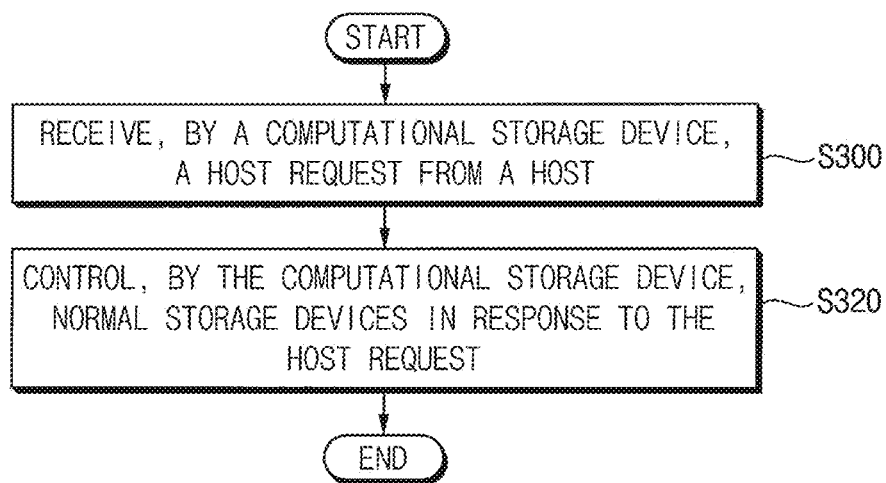 START
RECEIVE, BY A COMPUTATIONAL STORAGE DEVICE,
A HOST REQUEST FROM A HOST
S300
CONTROL, BY THE COMPUTATIONAL STORAGE DEVICE,
NORMAL STORAGE DEVICES IN RESPONSE TO THE
HOST REQUEST
S320
END